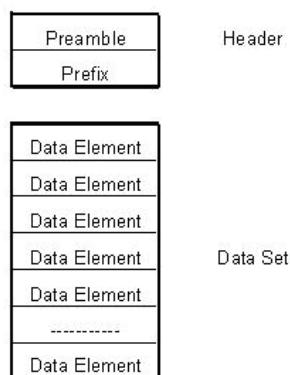 Preamble Header
Prefix
Data Element
Data Element
Data Element
Data Element Data Set
Data Element
-----------
Data Element